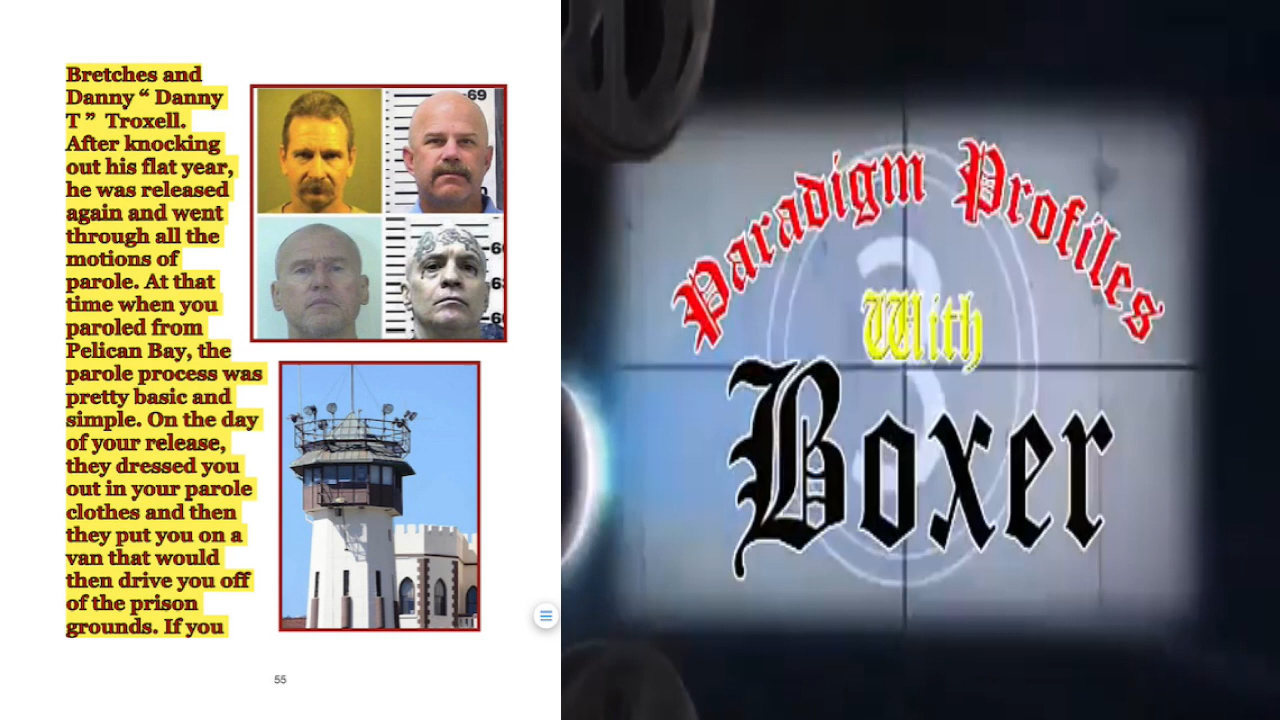 Bretches and
Danny “ Danny
T ” Troxell.
After knocking
out his flat year,
he was released
again and went
through all the
motions of
parole. At that
time when you
paroled from
Pelican Bay, the
parole process was
pretty basic and
simple. On the day
of your release,
they dressed you
out in your parole
clothes and then
they put you on a
van that would
then drive you off
of the prison
grounds. If you
69
55
Paradigm Profiles
With
3
Boxer